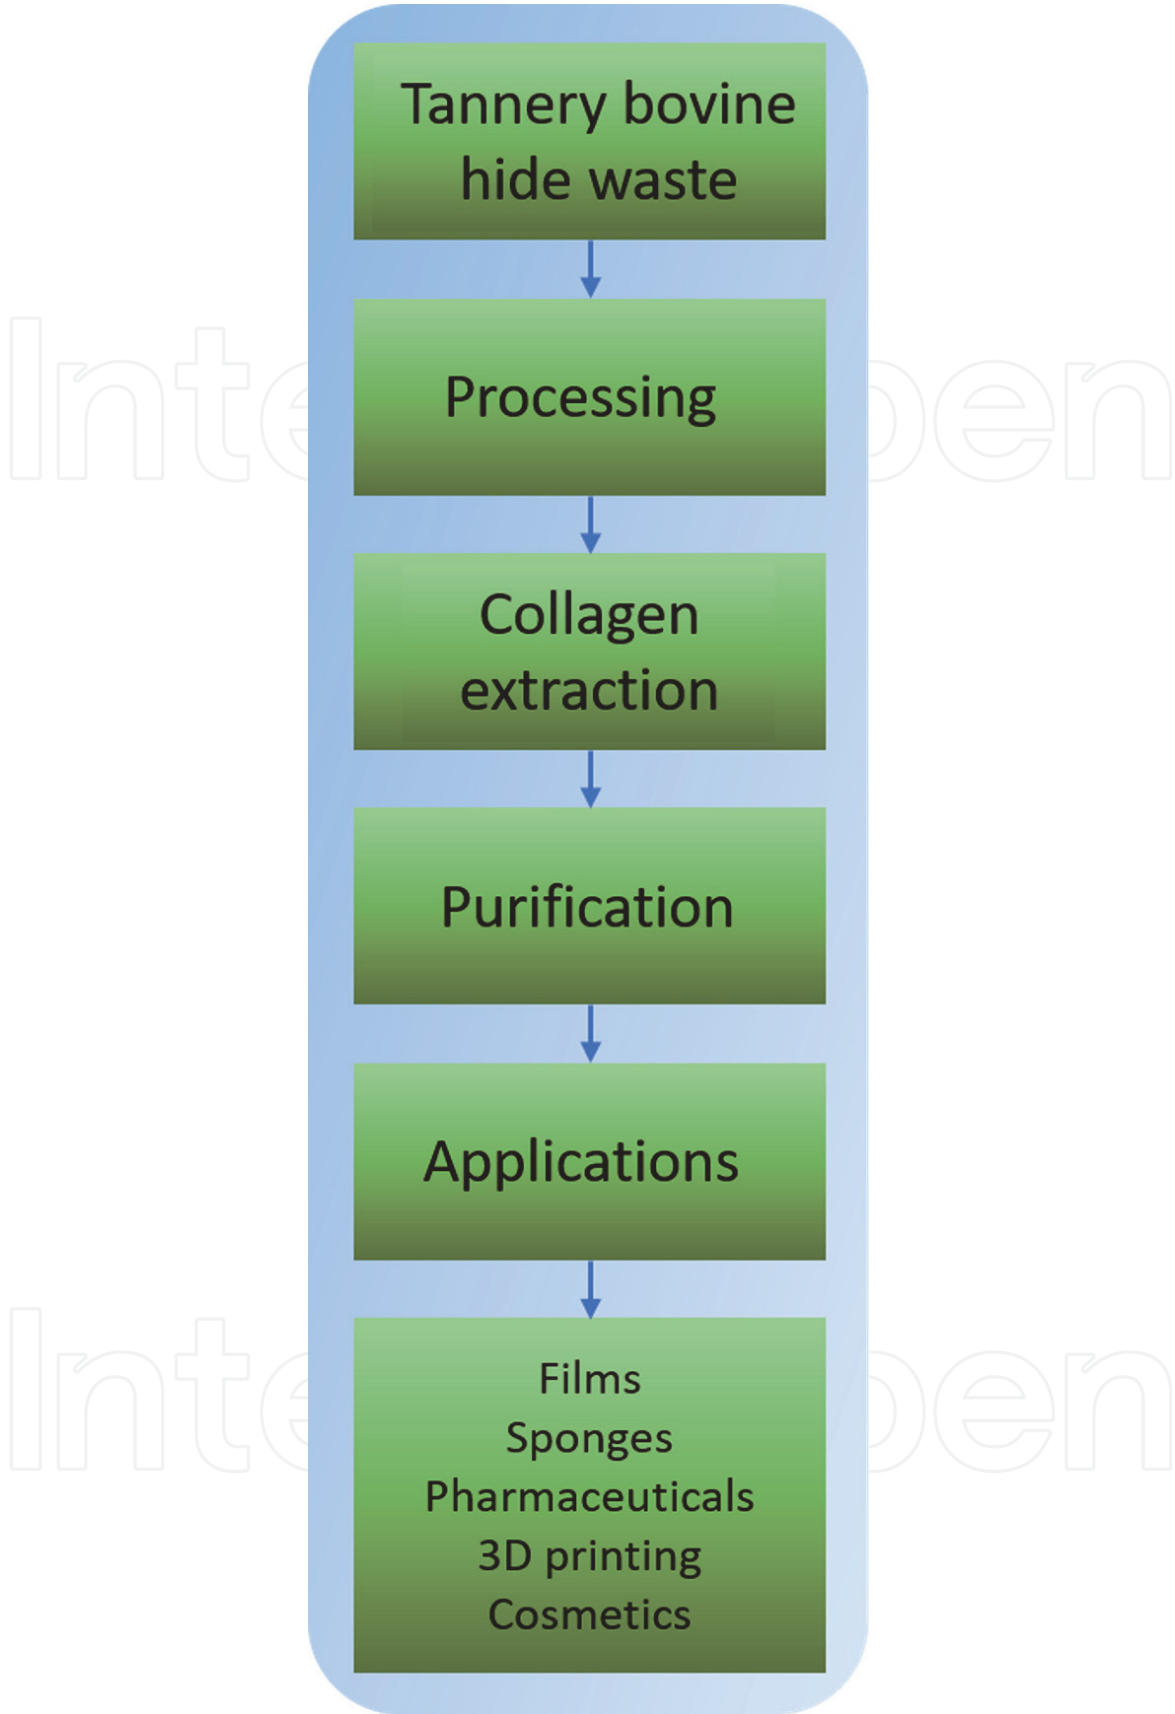 Tannery bovine
hide waste
Processing
Collagen
extraction
Purification
Applications
Films
Sponges
Pharmaceuticals
3D printing
Cosmetics